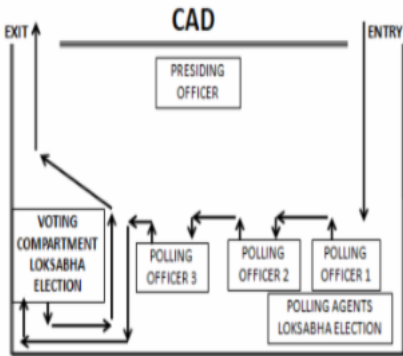 CAD
EXIT
ENTRY
PRESIDING
OFFICER
VOTING
COMPARTMENT
LOKSABHA
ELECTION
POLLING
OFFICER 3
POLLING
OFFICER 2
POLLING
OFFICER 1
POLLING AGENTS
LOKSABHA ELECTION